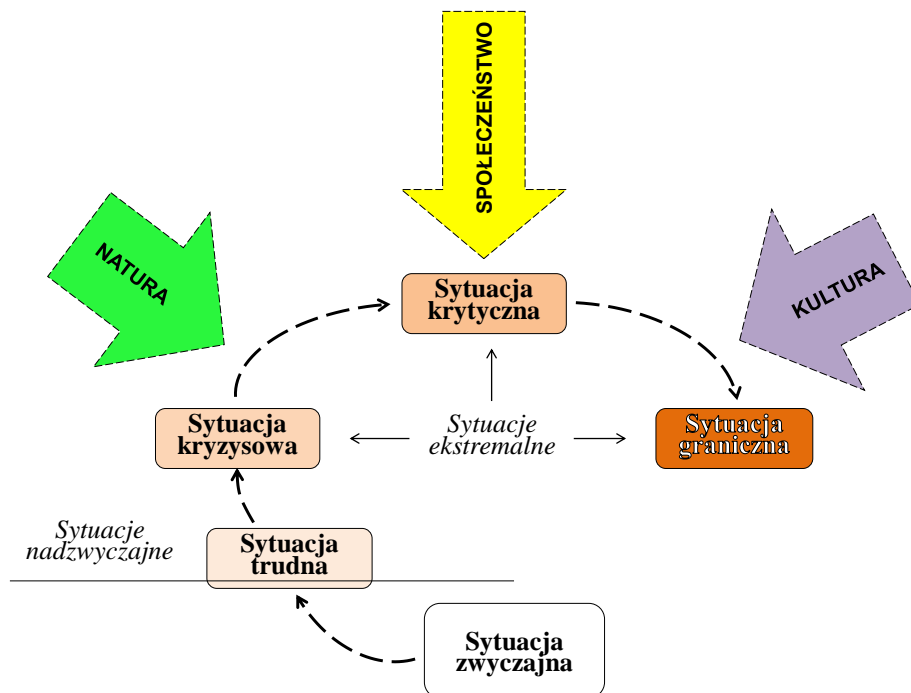 SPOŁECZEŃSTWO
NATURA
KULTURA
Sytuacja
krytyczna
Sytuacja
kryzysowa
Sytuacje
ekstremalne
Sytuacja
graniczna
Sytuacje
nadzwyczajne
Sytuacja
trudna
Sytuacja
zwyczajna